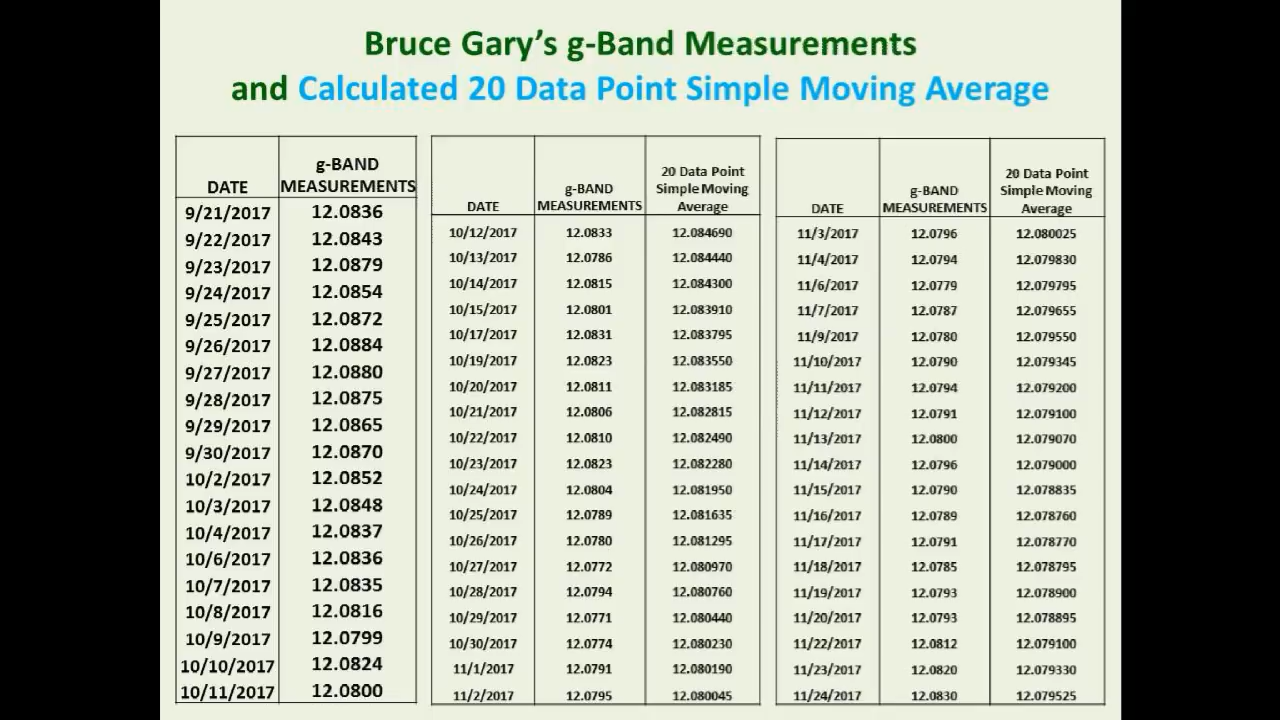 Bruce Gary's g-Band Measurements
and Calculated 20 Data Point Simple Moving Average
DATE g-BAND MEASUREMENTS
9/21/2017 12.0836
9/22/2017 12.0843
9/23/2017 12.0879
9/24/2017 12.0854
9/25/2017 12.0872
9/26/2017 12.0884
9/27/2017 12.0880
9/28/2017 12.0875
9/29/2017 12.0865
9/30/2017 12.0870
10/2/2017 12.0852
10/3/2017 12.0848
10/4/2017 12.0837
10/6/2017 12.0836
10/7/2017 12.0835
10/8/2017 12.0816
10/9/2017 12.0799
10/10/2017 12.0824
10/11/2017 12.0800
DATE g-BAND MEASUREMENTS 20 Data Point Simple Moving Average
10/12/2017 12.0833 12.084690
10/13/2017 12.0786 12.084440
10/14/2017 12.0815 12.084300
10/15/2017 12.0801 12.083910
10/17/2017 12.0831 12.083795
10/19/2017 12.0823 12.083550
10/20/2017 12.0811 12.083185
10/21/2017 12.0806 12.082815
10/22/2017 12.0810 12.082490
10/23/2017 12.0823 12.082280
10/24/2017 12.0804 12.081950
10/25/2017 12.0789 12.081635
10/26/2017 12.0780 12.081295
10/27/2017 12.0772 12.080970
10/28/2017 12.0794 12.080760
10/29/2017 12.0771 12.080440
10/30/2017 12.0774 12.080230
11/1/2017 12.0791 12.080190
11/2/2017 12.0795 12.080045
DATE g-BAND MEASUREMENTS 20 Data Point Simple Moving Average
11/3/2017 12.0796 12.080025
11/4/2017 12.0794 12.079830
11/6/2017 12.0779 12.079795
11/7/2017 12.0787 12.079655
11/9/2017 12.0780 12.079550
11/10/2017 12.0790 12.079345
11/11/2017 12.0794 12.079200
11/12/2017 12.0791 12.079100
11/13/2017 12.0800 12.079070
11/14/2017 12.0796 12.079000
11/15/2017 12.0790 12.078835
11/16/2017 12.0789 12.078760
11/17/2017 12.0791 12.078770
11/18/2017 12.0785 12.078795
11/19/2017 12.0793 12.078900
11/20/2017 12.0793 12.078895
11/22/2017 12.0812 12.079100
11/23/2017 12.0820 12.079330
11/24/2017 12.0830 12.079525